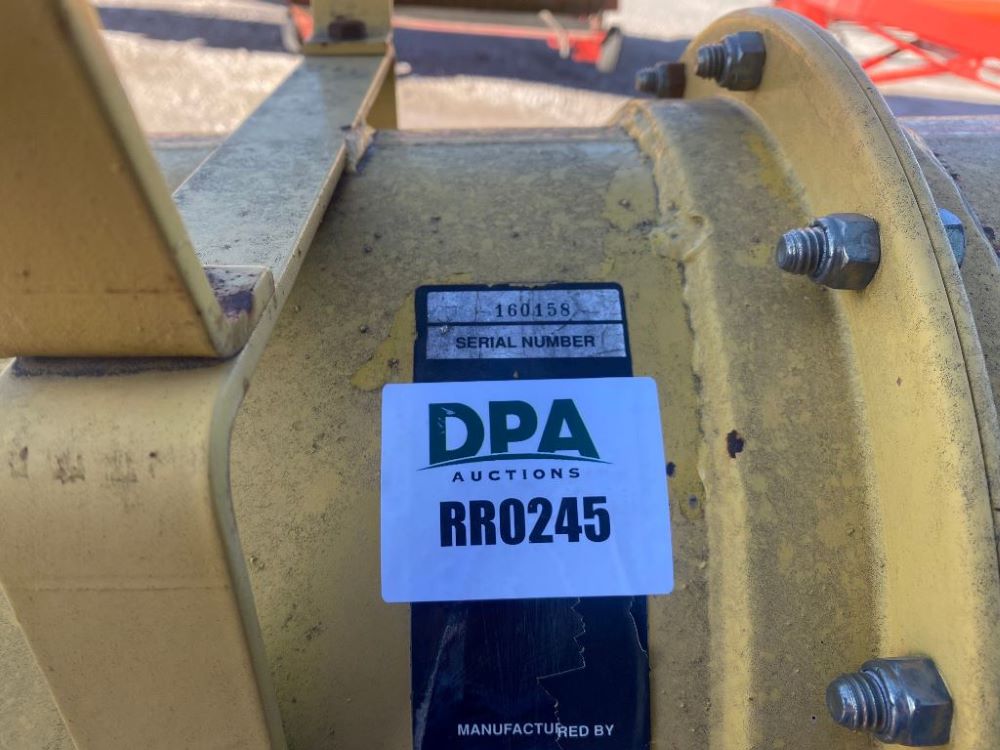 160158
SERIAL NUMBER
DPA
AUCTIONS
RR0245
MANUFACTURED BY